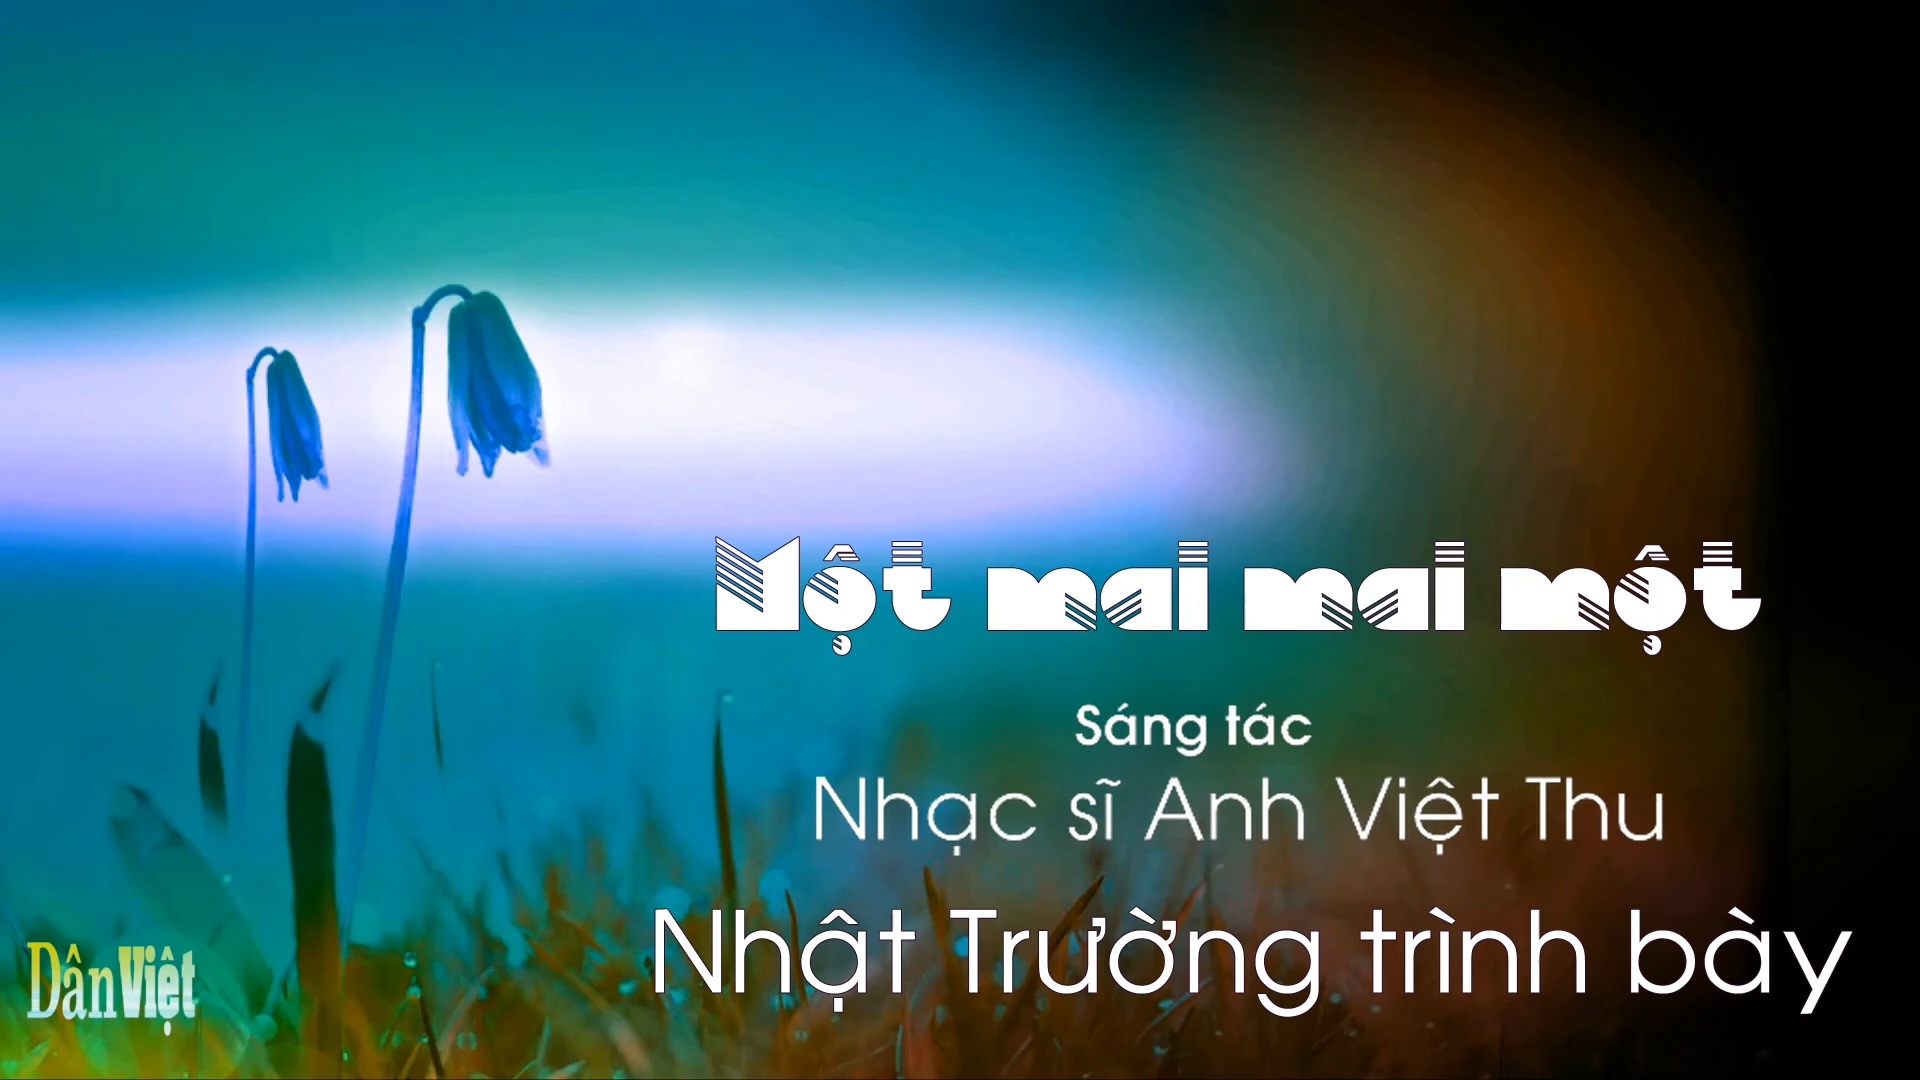 Một mai mai một
Sáng tác
Nhạc sĩ Anh Việt Thu
Nhật Trường trình bày
DânViệt